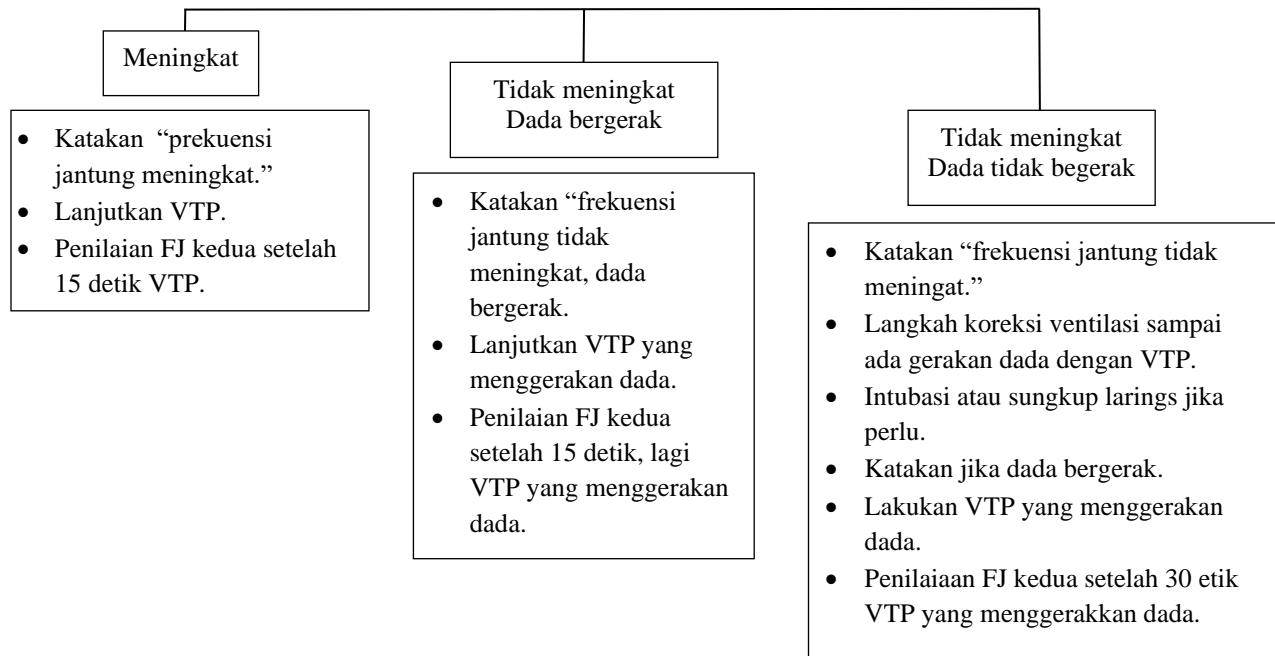 Meningkat
• Katakan “prekuensi
jantung meningkat.”
• Lanjutkan VTP.
• Penilaian FJ kedua setelah
15 detik VTP.
Tidak meningkat
Dada bergerak
• Katakan “frekuensi
jantung tidak
meningkat, dada
bergerak.
• Lanjutkan VTP yang
menggerakan dada.
• Penilaian FJ kedua
setelah 15 detik, lagi
VTP yang menggerakan
dada.
Tidak meningkat
Dada tidak begerak
• Katakan “frekuensi jantung tidak
meningat.”
• Langkah koreksi ventilasi sampai
ada gerakan dada dengan VTP.
• Intubasi atau sungkup larings jika
perlu.
• Katakan jika dada bergerak.
• Lakukan VTP yang menggerakan
dada.
• Penilaiaan FJ kedua setelah 30 etik
VTP yang menggerakkan dada.